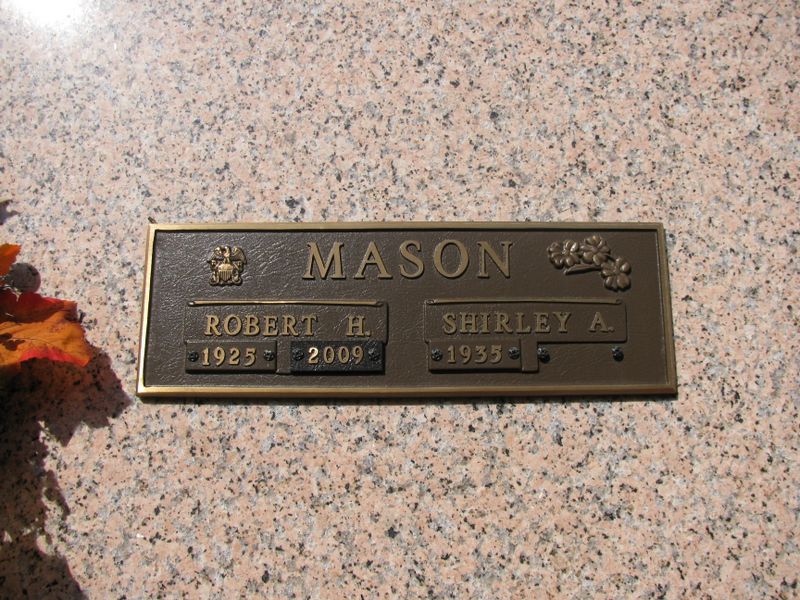 MASON
ROBERT H.
1925 2009
SHIRLEY A.
1935